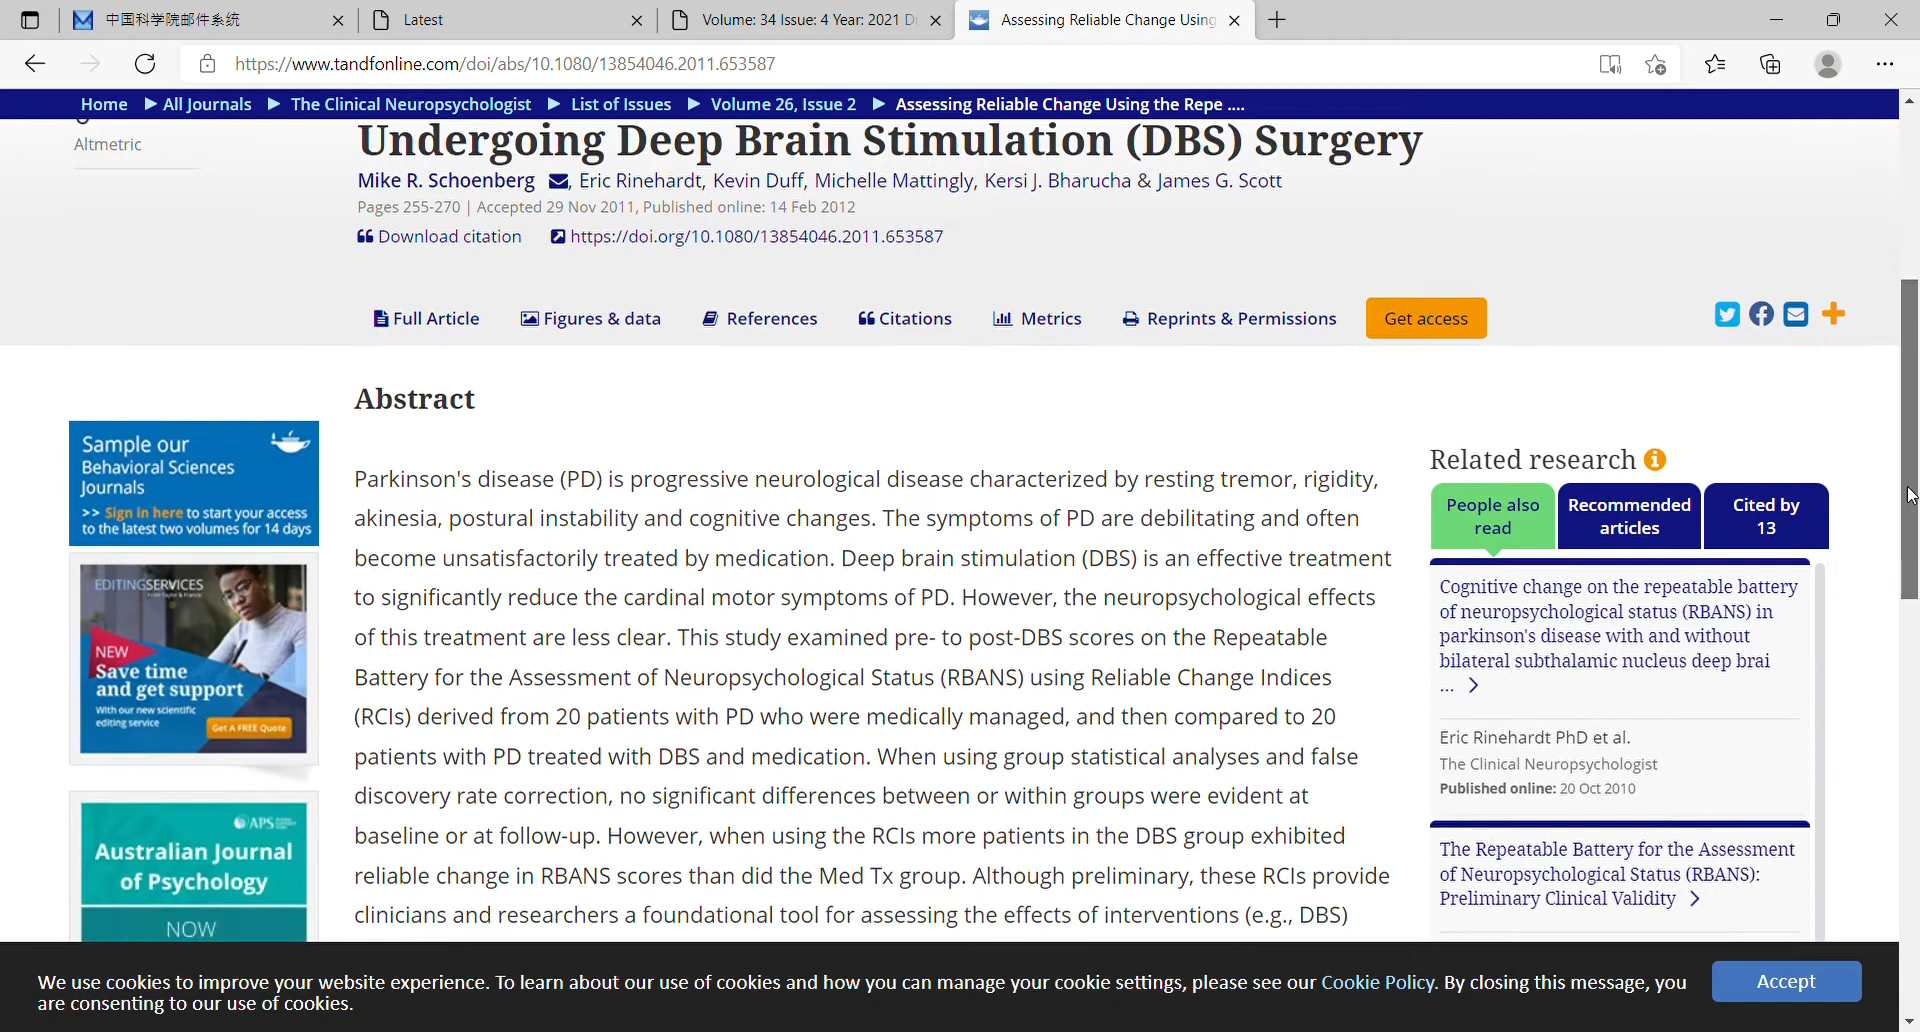 中国科学院邮件系统
Latest
Volume: 34 Issue: 4 Year: 2021 D
Assessing Reliable Change Using
https://www.tandfonline.com/doi/abs/10.1080/13854046.2011.653587
Home All Journals The Clinical Neuropsychologist List of Issues Volume 26, Issue 2 Assessing Reliable Change Using the Repe ....
Altmetric
Undergoing Deep Brain Stimulation (DBS) Surgery
Mike R. Schoenberg , Eric Rinehardt, Kevin Duff, Michelle Mattingly, Kersi J. Bharucha & James G. Scott
Pages 255-270 | Accepted 29 Nov 2011, Published online: 14 Feb 2012
Download citation https://doi.org/10.1080/13854046.2011.653587
Full Article Figures & data References Citations Metrics Reprints & Permissions Get access
Abstract
Parkinson's disease (PD) is progressive neurological disease characterized by resting tremor, rigidity,
akinesia, postural instability and cognitive changes. The symptoms of PD are debilitating and often
become unsatisfactorily treated by medication. Deep brain stimulation (DBS) is an effective treatment
to significantly reduce the cardinal motor symptoms of PD. However, the neuropsychological effects
of this treatment are less clear. This study examined pre- to post-DBS scores on the Repeatable
Battery for the Assessment of Neuropsychological Status (RBANS) using Reliable Change Indices
(RCIs) derived from 20 patients with PD who were medically managed, and then compared to 20
patients with PD treated with DBS and medication. When using group statistical analyses and false
discovery rate correction, no significant differences between or within groups were evident at
baseline or at follow-up. However, when using the RCIs more patients in the DBS group exhibited
reliable change in RBANS scores than did the Med Tx group. Although preliminary, these RCIs provide
clinicians and researchers a foundational tool for assessing the effects of interventions (e.g., DBS)
Sample our
Behavioral Sciences
Journals
>> Sign in here to start your access
to the latest two volumes for 14 days
EDITINGSERVICES
From Taylor & Francis
NEW
Save time
and get support
With our new scientific
editing service
Get A FREE Quote
APS
Australian Journal
of Psychology
NOW
Related research
People also
read
Recommended
articles
Cited by
13
Cognitive change on the repeatable battery
of neuropsychological status (RBANS) in
parkinson's disease with and without
bilateral subthalamic nucleus deep brai
...
Eric Rinehardt PhD et al.
The Clinical Neuropsychologist
Published online: 20 Oct 2010
The Repeatable Battery for the Assessment
of Neuropsychological Status (RBANS):
Preliminary Clinical Validity
We use cookies to improve your website experience. To learn about our use of cookies and how you can manage your cookie settings, please see our Cookie Policy. By closing this message, you
are consenting to our use of cookies.
Accept